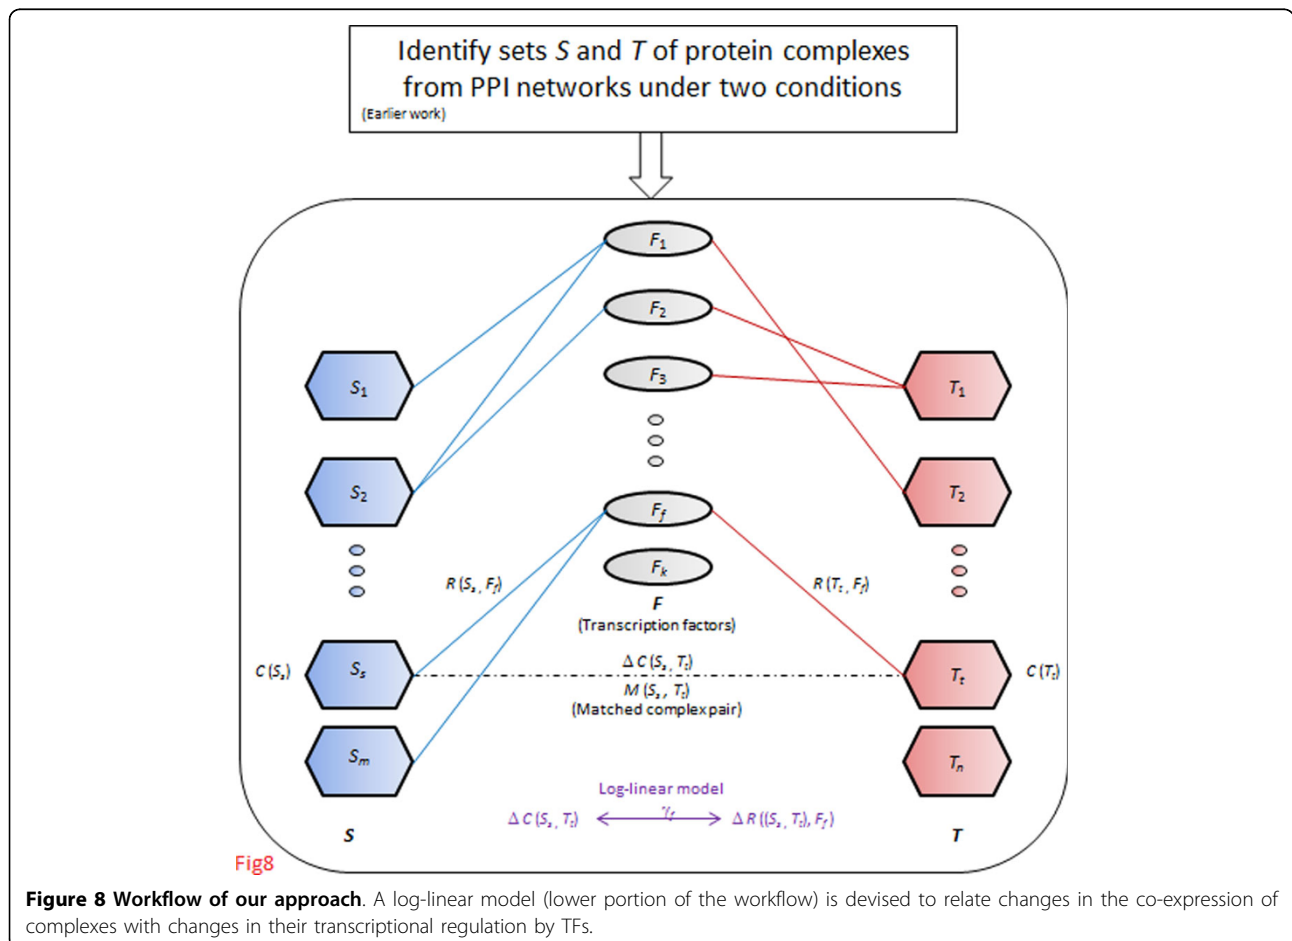 Identify sets S and T of protein complexes
from PPI networks under two conditions
(Earlier work)
F1
F2
F3
S1
T1
S2
T2
Ff
Fk
R (Ss , Ff)
R (Tt , Ff)
F
(Transcription factors)
Δ C (Ss , Tt)
C (Ss)
Ss
Tt
C (Tt)
M (Ss , Tt)
(Matched complex pair)
Sm
Tn
Log-linear model
γf
Δ C (Ss , Tt)
Δ R ((Ss , Tt), Ff)
S
T
Fig8
Figure 8 Workflow of our approach. A log-linear model (lower portion of the workflow) is devised to relate changes in the co-expression of
complexes with changes in their transcriptional regulation by TFs.